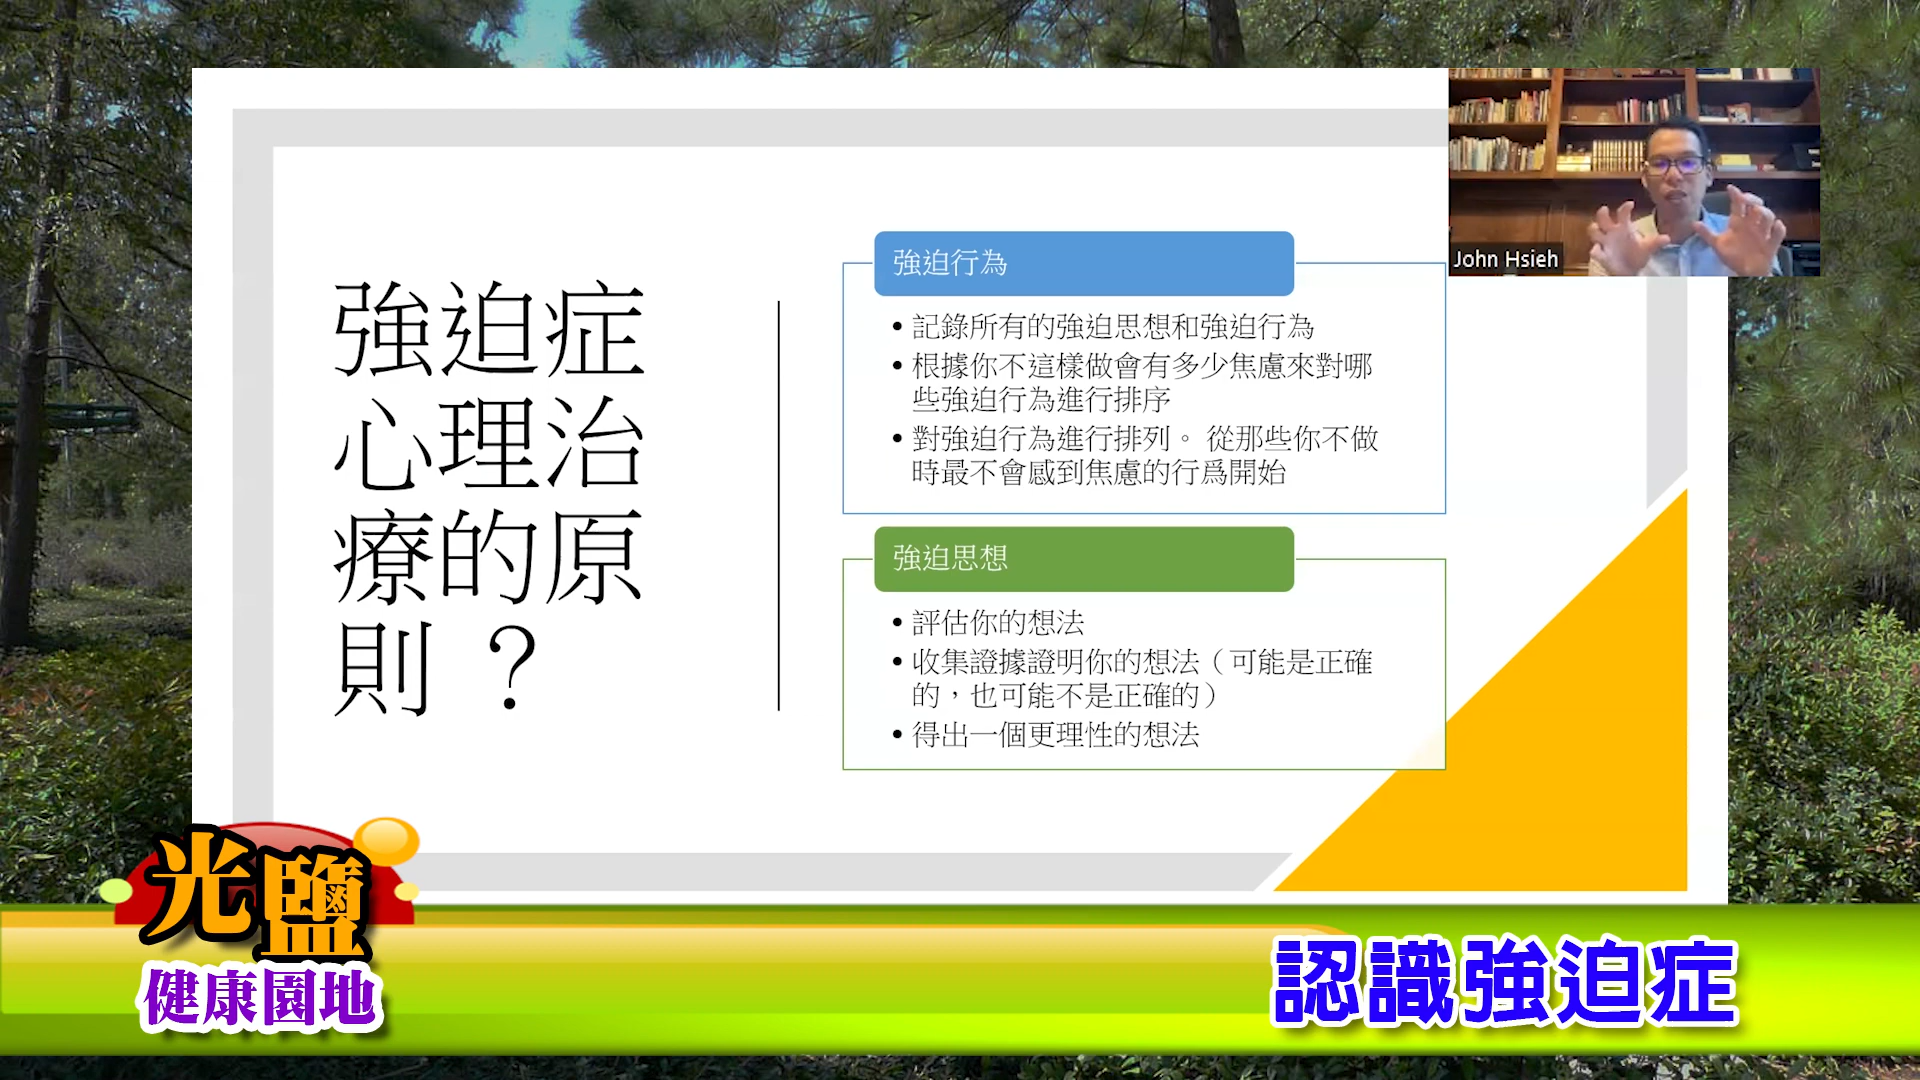 強迫症
心理治
療的原
則 ？
強迫行為
• 記錄所有的強迫思想和強迫行為
• 根據你不這樣做會有多少焦慮來對哪
些強迫行為進行排序
• 對強迫行為進行排列。 從那些你不做
時最不會感到焦慮的行爲開始
強迫思想
• 評估你的想法
• 收集證據證明你的想法（可能是正確
的，也可能不是正確的）
• 得出一個更理性的想法
John Hsieh
光鹽
健康園地
認識強迫症